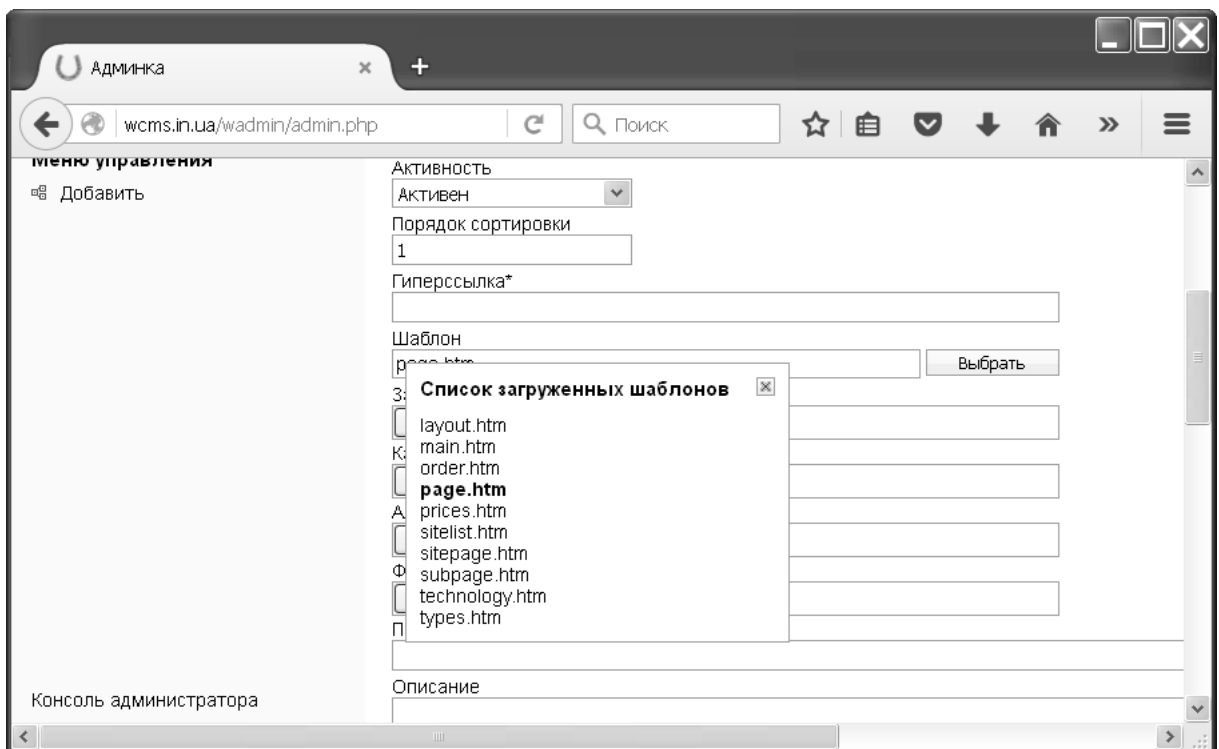 Админка
wcms.in.ua/wadmin/admin.php
Поиск
Меню управления
Добавить
Консоль администратора
Активность
Активен
Порядок сортировки
1
Гиперссылка*
Шаблон
page.htm
Выбрать
Список загруженных шаблонов
layout.htm
main.htm
order.htm
page.htm
prices.htm
sitelist.htm
sitepage.htm
subpage.htm
technology.htm
types.htm
Описание